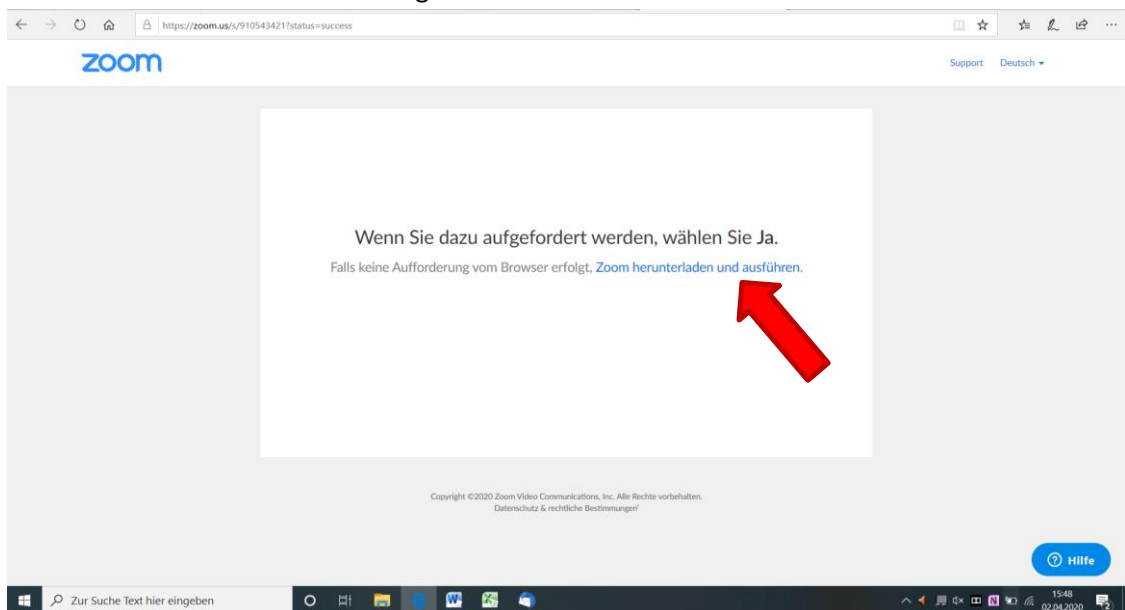 https://zoom.us/s/910543421?status=success
zoom
Support Deutsch
Wenn Sie dazu aufgefordert werden, wählen Sie Ja.
Falls keine Aufforderung vom Browser erfolgt, Zoom herunterladen und ausführen.
Copyright ©2020 Zoom Video Communications, Inc. Alle Rechte vorbehalten.
Datenschutz & rechtliche Bestimmungen'
Hilfe
Zur Suche Text hier eingeben
15:48
02.04.2020